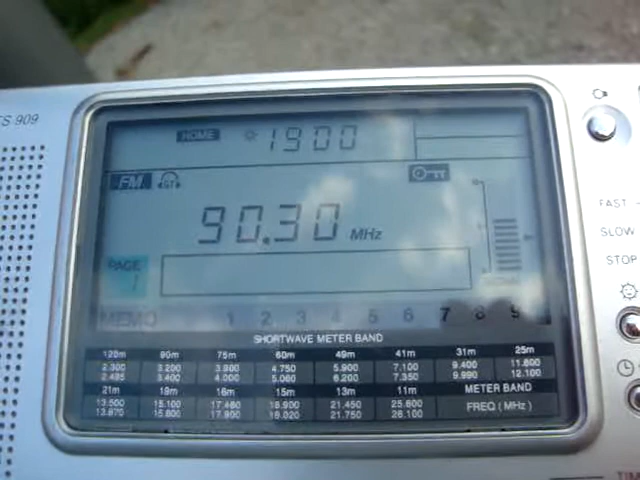 TS 909
HOME 1900
FM ST
90.30 MHz
PAGE
1
MEMO 1 2 3 4 5 6 7 8 9
SHORTWAVE METER BAND
120m 90m 75m 60m 49m 41m 31m 25m
2.300 3.200 3.900 4.750 5.900 7.100 9.400 11.600
2.495 3.400 4.000 5.060 6.200 7.350 9.990 12.100
21m 19m 16m 15m 13m 11m METER BAND
13.500 15.100 17.480 18.900 21.450 25.600 FREQ (MHz)
13.870 15.800 17.900 19.020 21.750 26.100
FAST
SLOW
STOP